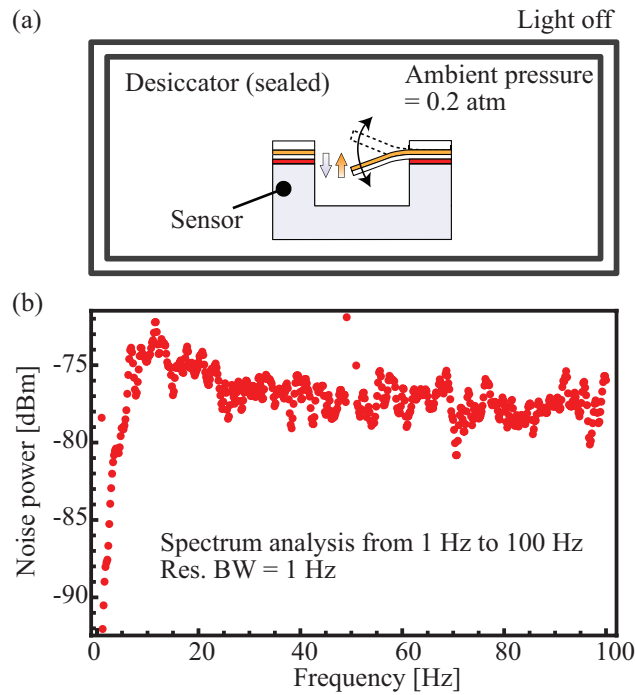 (a)
Light off
Desiccator (sealed)
Ambient pressure
= 0.2 atm
Sensor
(b)
Noise power [dBm]
-75
-80
-85
-90
Spectrum analysis from 1 Hz to 100 Hz
Res. BW = 1 Hz
0 20 40 60 80 100
Frequency [Hz]